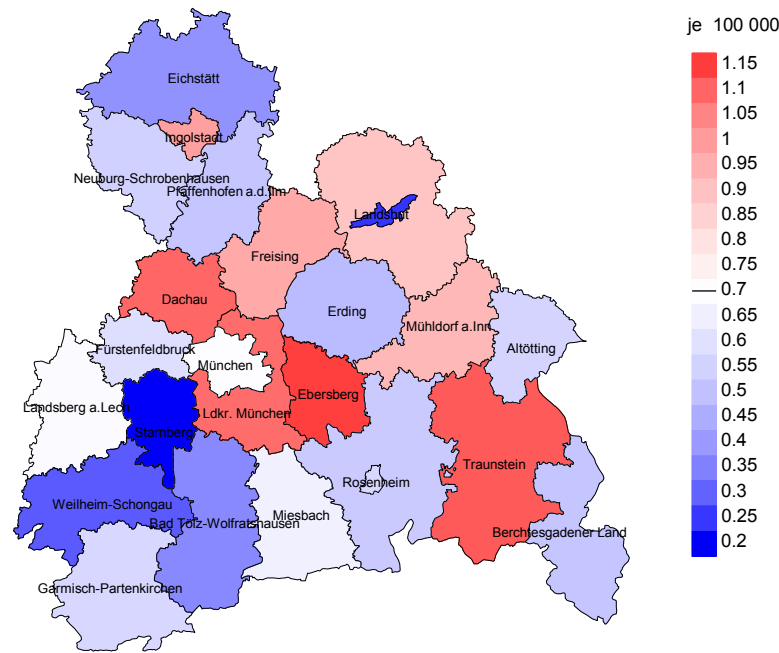 je 100 000
1.15
1.1
1.05
1
0.95
0.9
0.85
0.8
0.75
0.7
0.65
0.6
0.55
0.5
0.45
0.4
0.35
0.3
0.25
0.2
Eichstätt
Ingolstadt
Neuburg-Schrobenhausen
Pfaffenhofen a.d.Ilm
Landshut
Freising
Dachau
Erding
Mühldorf a.Inn
Altötting
Fürstenfeldbruck
München
Ebersberg
Landsberg a.Lech
Ldkr. München
Starnberg
Traunstein
Rosenheim
Weilheim-Schongau
Miesbach
Bad Tölz-Wolfratshausen
Berchtesgadener Land
Garmisch-Partenkirchen